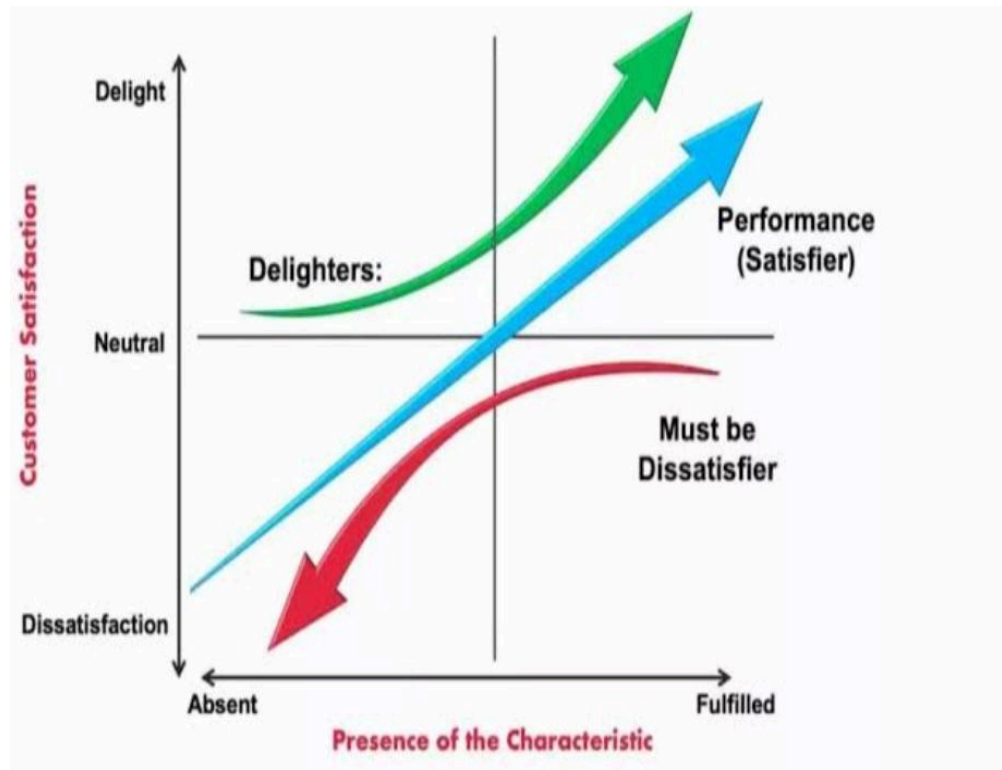 Delight
Customer Satisfaction
Delighters:
Performance
(Satisfier)
Neutral
Must be
Dissatisfier
Dissatisfaction
Absent
Fulfilled
Presence of the Characteristic